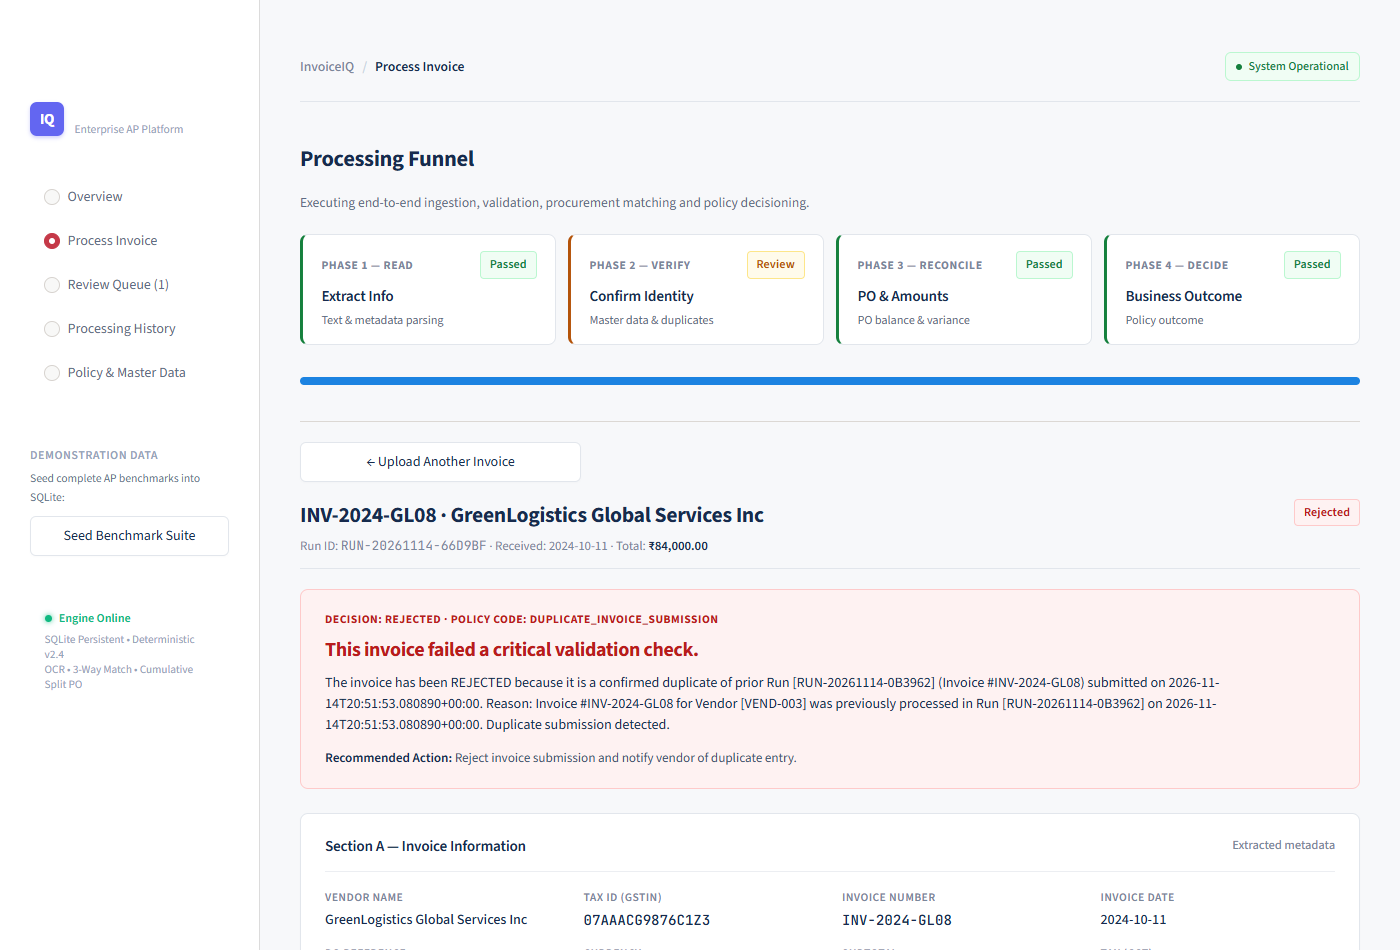 InvoiceIQ / Process Invoice
System Operational
IQ
Enterprise AP Platform
Overview
Process Invoice
Review Queue (1)
Processing History
Policy & Master Data
DEMONSTRATION DATA
Seed complete AP benchmarks into
SQLite:
Seed Benchmark Suite
Engine Online
SQLite Persistent • Deterministic
v2.4
OCR • 3-Way Match • Cumulative
Split PO
Processing Funnel
Executing end-to-end ingestion, validation, procurement matching and policy decisioning.
PHASE 1 — READ
Passed
Extract Info
Text & metadata parsing
PHASE 2 — VERIFY
Review
Confirm Identity
Master data & duplicates
PHASE 3 — RECONCILE
Passed
PO & Amounts
PO balance & variance
PHASE 4 — DECIDE
Passed
Business Outcome
Policy outcome
← Upload Another Invoice
INV-2024-GL08 · GreenLogistics Global Services Inc
Rejected
Run ID: RUN-20261114-66D9BF · Received: 2024-10-11 · Total: ₹84,000.00
DECISION: REJECTED · POLICY CODE: DUPLICATE_INVOICE_SUBMISSION
This invoice failed a critical validation check.
The invoice has been REJECTED because it is a confirmed duplicate of prior Run [RUN-20261114-0B3962] (Invoice #INV-2024-GL08) submitted on 2026-11-
14T20:51:53.080890+00:00. Reason: Invoice #INV-2024-GL08 for Vendor [VEND-003] was previously processed in Run [RUN-20261114-0B3962] on 2026-11-
14T20:51:53.080890+00:00. Duplicate submission detected.
Recommended Action: Reject invoice submission and notify vendor of duplicate entry.
Section A — Invoice Information
Extracted metadata
VENDOR NAME
TAX ID (GSTIN)
INVOICE NUMBER
INVOICE DATE
GreenLogistics Global Services Inc
07AAACG9876C1Z3
INV-2024-GL08
2024-10-11